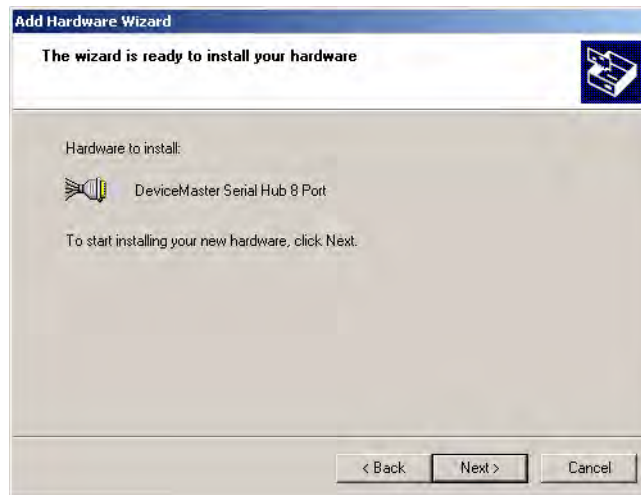 Add Hardware Wizard
The wizard is ready to install your hardware
Hardware to install:
DeviceMaster Serial Hub 8 Port
To start installing your new hardware, click Next.
< Back
Next >
Cancel